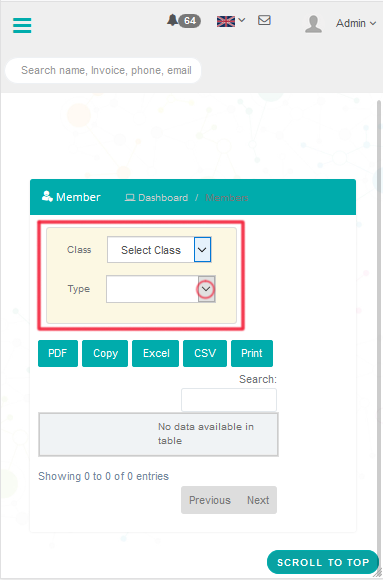 64
Admin
Search name, Invoice, phone, email
Member
Dashboard / Members
Class Select Class
Type
PDF Copy Excel CSV Print
Search:
No data available in
table
Showing 0 to 0 of 0 entries
Previous Next
SCROLL TO TOP